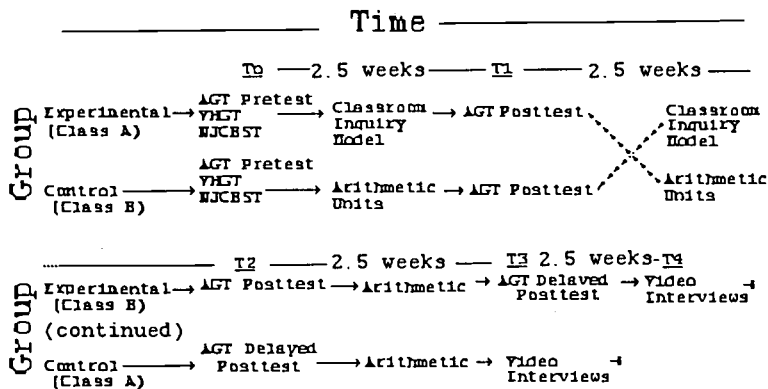 Time
T0 — 2.5 weeks — T1 — 2.5 weeks —
Group
Experimental → AGT Pretest Classroom → AGT Posttest Classroom
(Class A) VHGT Inquiry Inquiry
NJCBST Model Model
Control → AGT Pretest Arithmetic → AGT Posttest Arithmetic
(Class B) VHGT Units Units
NJCBST
T2 — 2.5 weeks — T3 2.5 weeks-T4
Group
Experimental → AGT Posttest → Arithmetic → AGT Delayed → Video
(Class B) Posttest Interviews
(continued)
Control AGT Delayed → Arithmetic → Video
(Class A) Posttest Interviews